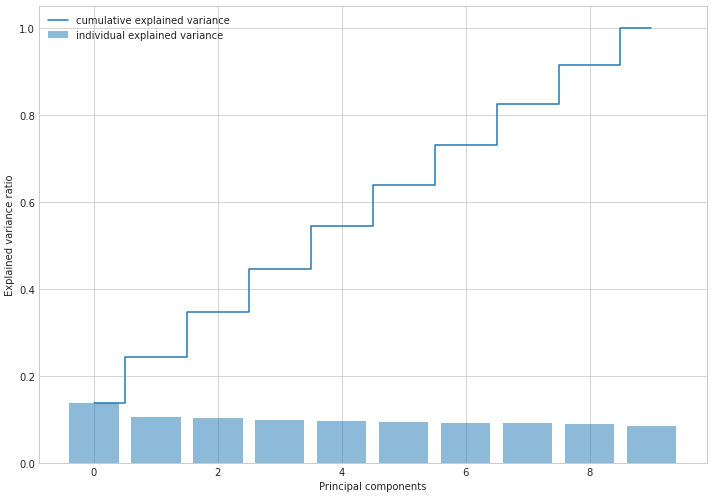 cumulative explained variance
individual explained variance
1.0
0.8
0.6
0.4
0.2
0.0
Explained variance ratio
0 2 4 6 8
Principal components